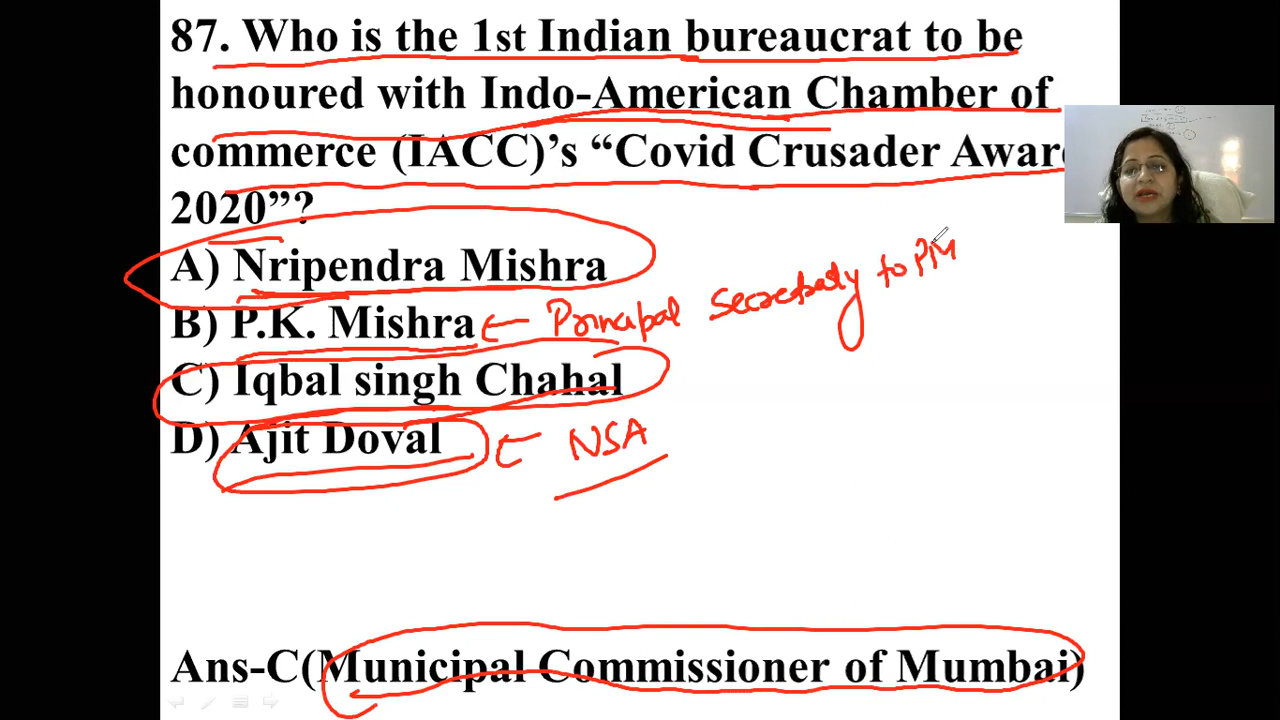 87. Who is the 1st Indian bureaucrat to be
honoured with Indo-American Chamber of
commerce (IACC)’s “Covid Crusader Awar
2020”?
A) Nripendra Mishra
B) P.K. Mishra ← Principal Secretary to PM
C) Iqbal singh Chahal
D) Ajit Doval ← NSA
Ans-C(Municipal Commissioner of Mumbai)